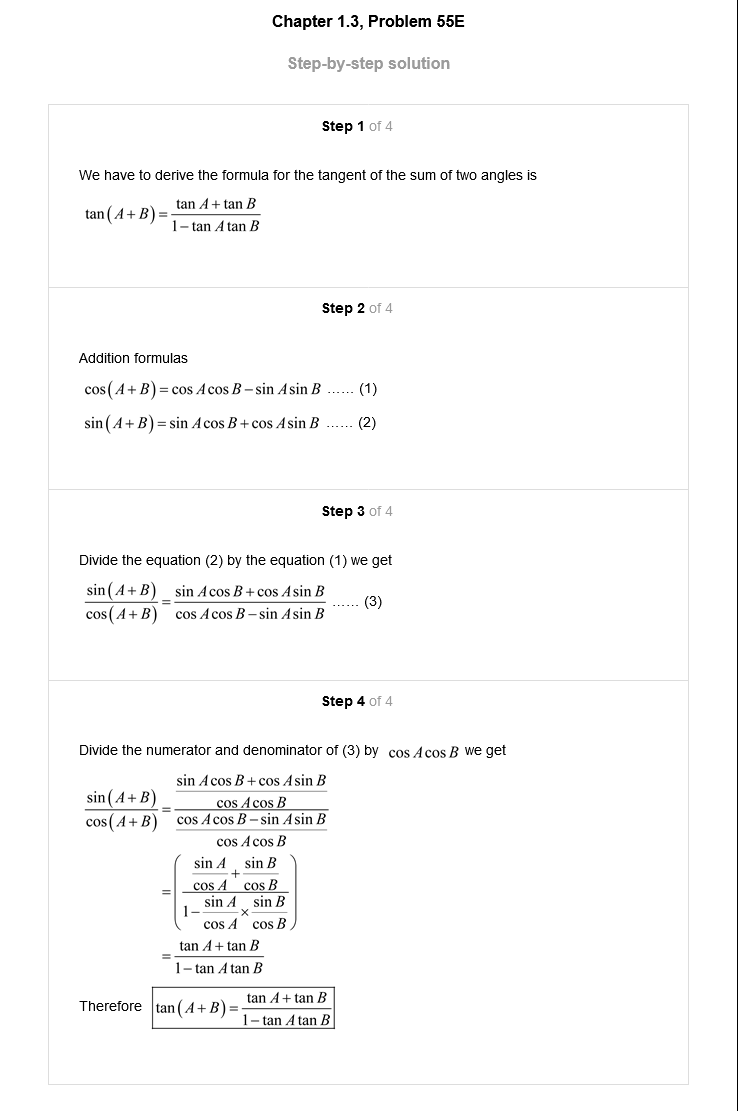 Chapter 1.3, Problem 55E
Step-by-step solution
Step 1 of 4
We have to derive the formula for the tangent of the sum of two angles is
tan(A+B)=\frac{tan A+tan B}{1-tan A tan B}
Step 2 of 4
Addition formulas
cos(A+B)=cos A cos B-sin A sin B ...... (1)
sin(A+B)=sin A cos B+cos A sin B ...... (2)
Step 3 of 4
Divide the equation (2) by the equation (1) we get
\frac{sin(A+B)}{cos(A+B)}=\frac{sin A cos B+cos A sin B}{cos A cos B-sin A sin B} ...... (3)
Step 4 of 4
Divide the numerator and denominator of (3) by cos A cos B we get
\frac{sin(A+B)}{cos(A+B)}=\frac{\frac{sin A cos B+cos A sin B}{cos A cos B}}{\frac{cos A cos B-sin A sin B}{cos A cos B}}
=\left(\frac{\frac{sin A}{cos A}+\frac{sin B}{cos B}}{1-\frac{sin A}{cos A}×\frac{sin B}{cos B}}\right)
=\frac{tan A+tan B}{1-tan A tan B}
Therefore tan(A+B)=\frac{tan A+tan B}{1-tan A tan B}